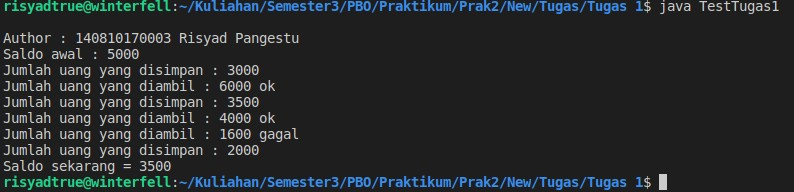 risyadtrue@winterfell:~/Kuliahan/Semester3/PBO/Praktikum/Prak2/New/Tugas/Tugas 1$ java TestTugas1
Author : 140810170003 Risyad Pangestu
Saldo awal : 5000
Jumlah uang yang disimpan : 3000
Jumlah uang yang diambil : 6000 ok
Jumlah uang yang disimpan : 3500
Jumlah uang yang diambil : 4000 ok
Jumlah uang yang diambil : 1600 gagal
Jumlah uang yang disimpan : 2000
Saldo sekarang = 3500
risyadtrue@winterfell:~/Kuliahan/Semester3/PBO/Praktikum/Prak2/New/Tugas/Tugas 1$